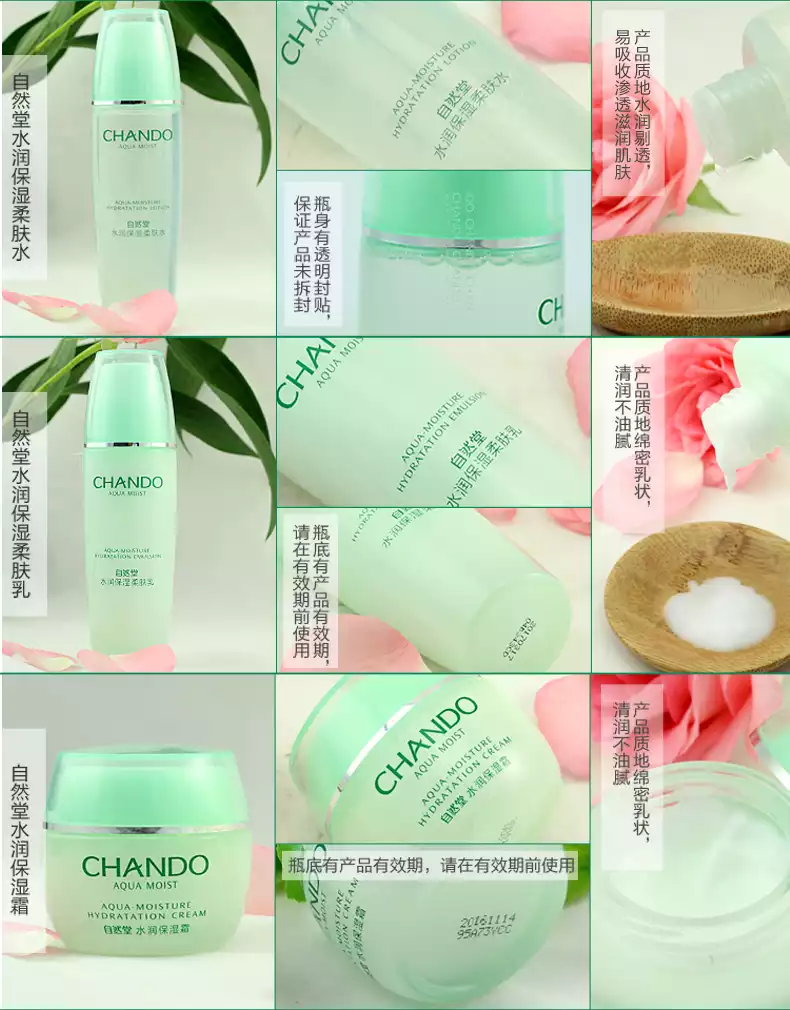 自然堂水润保湿柔肤水
CHANDO
AQUA MOIST
AQUA-MOISTURE
HYDRATATION LOTION
自然堂
水润保湿柔肤水
CHAN
AQUA MO
AQUA-MOISTURE
HYDRATATION LOTION
自然堂
水润保湿柔肤水
瓶身有透明封贴，
保证产品未拆封
CH
产品质地水润剔透，
易吸收渗透滋润肌肤
自然堂水润保湿柔肤乳
CHANDO
AQUA MOIST
AQUA-MOISTURE
HYDRATATION EMULSION
自然堂
水润保湿柔肤乳
CHAN
AQUA MOIS
AQUA-MOISTURE
HYDRATATION EMULSION
自然堂
水润保湿柔肤乳
瓶底有产品有效期，
请在有效期前使用
水润保湿
20170317
产品质地绵密乳状，
清润不油腻
自然堂水润保湿霜
CHANDO
AQUA MOIST
AQUA-MOISTURE
HYDRATATION CREAM
自然堂 水润保湿霜
CHANDO
AQUA MOIST
AQUA-MOISTURE
HYDRATATION CREAM
自然堂 水润保湿霜
瓶底有产品有效期，请在有效期前使用
20161114
95A73VCC
产品质地绵密乳状，
清润不油腻